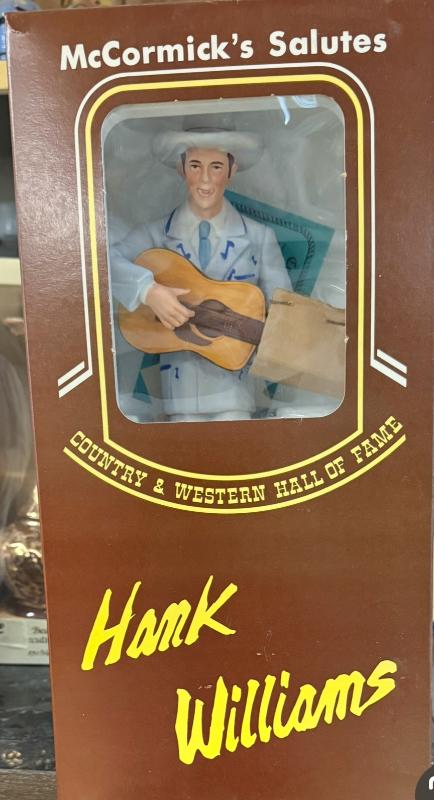 McCormick's Salutes
COUNTRY & WESTERN HALL OF FAME
Hank
Williams